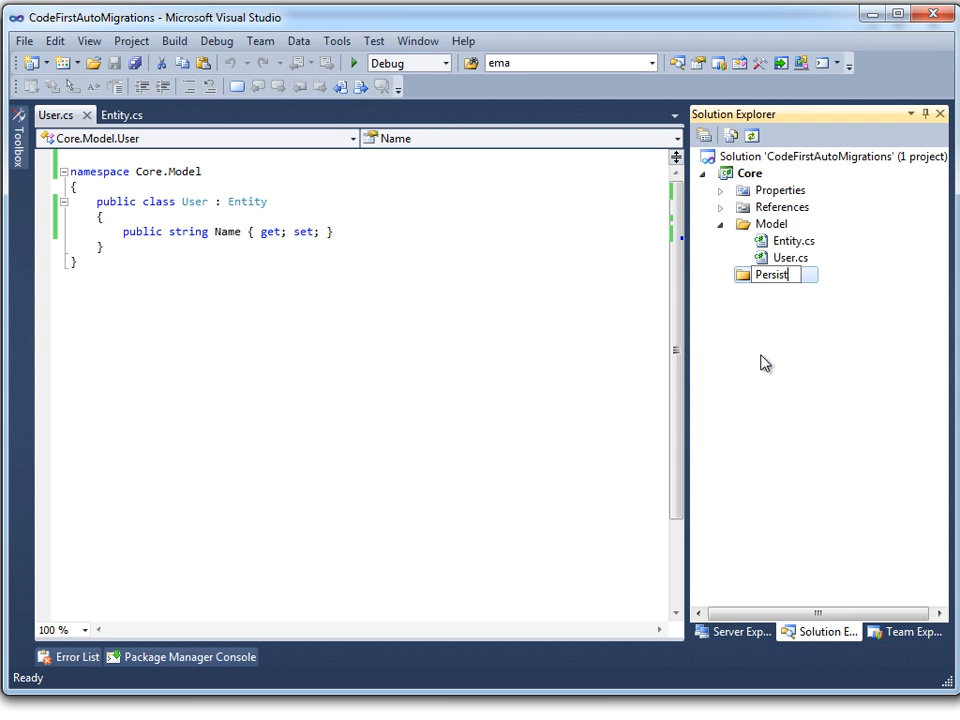 CodeFirstAutoMigrations - Microsoft Visual Studio
File Edit View Project Build Debug Team Data Tools Test Window Help
Debug ema
User.cs Entity.cs
Core.Model.User Name
namespace Core.Model
{
public class User : Entity
{
public string Name { get; set; }
}
}
100 %
Toolbox
Solution Explorer
Solution 'CodeFirstAutoMigrations' (1 project)
Core
Properties
References
Model
Entity.cs
User.cs
Persist
Server Exp... Solution E... Team Exp...
Error List Package Manager Console
Ready